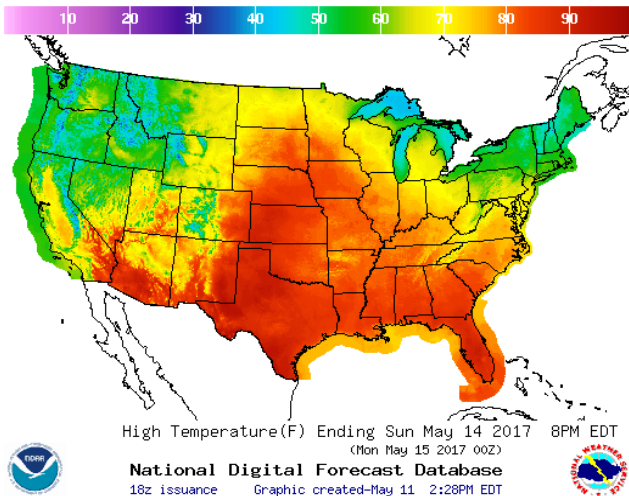 10 20 30 40 50 60 70 80 90
High Temperature(F) Ending Sun May 14 2017 8PM EDT
(Mon May 15 2017 00Z)
National Digital Forecast Database
18z issuance Graphic created-May 11 2:28PM EDT
NOAA
NATIONAL WEATHER SERVICE